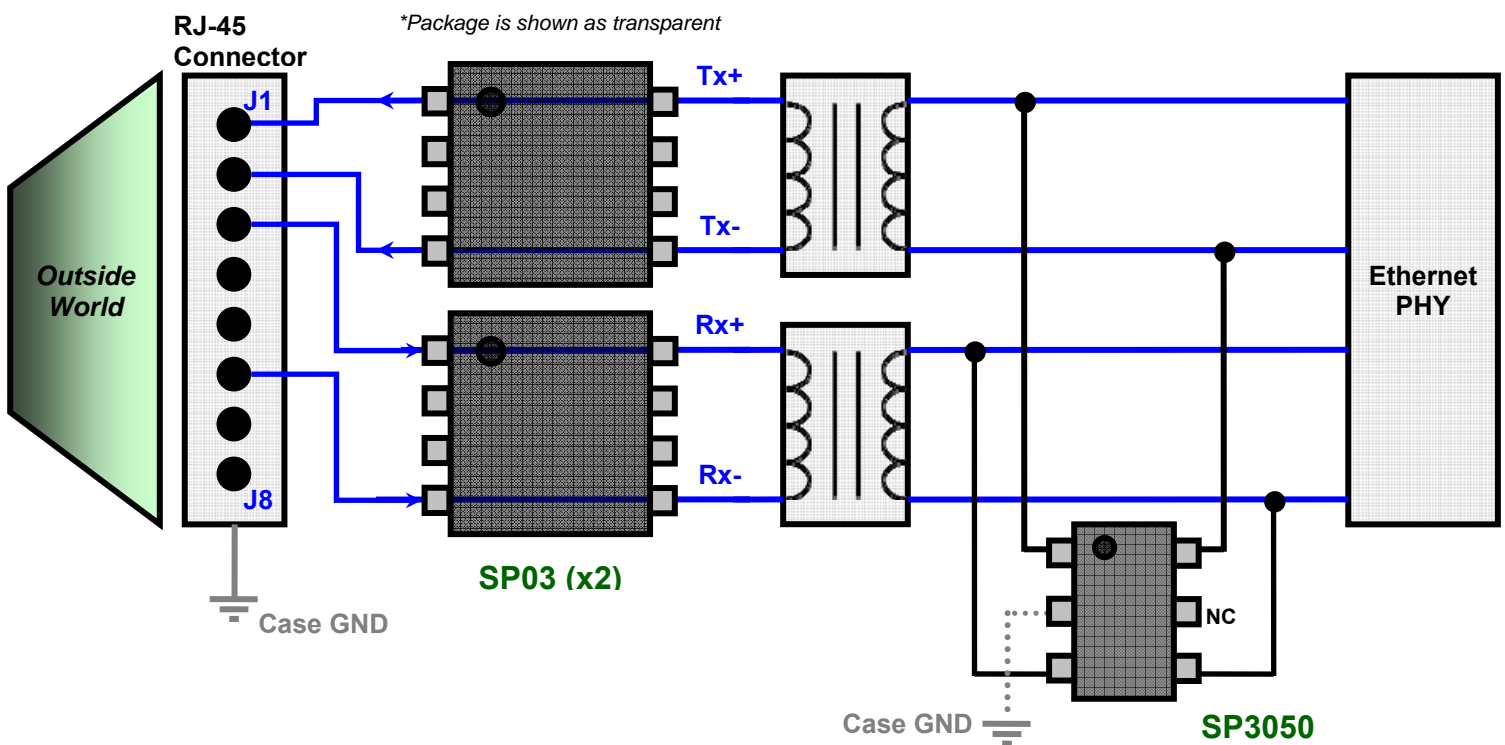 RJ-45
Connector
*Package is shown as transparent
J1
Tx+
Tx-
Outside
World
Ethernet
PHY
Rx+
Rx-
J8
SP03 (x2)
Case GND
NC
Case GND
SP3050